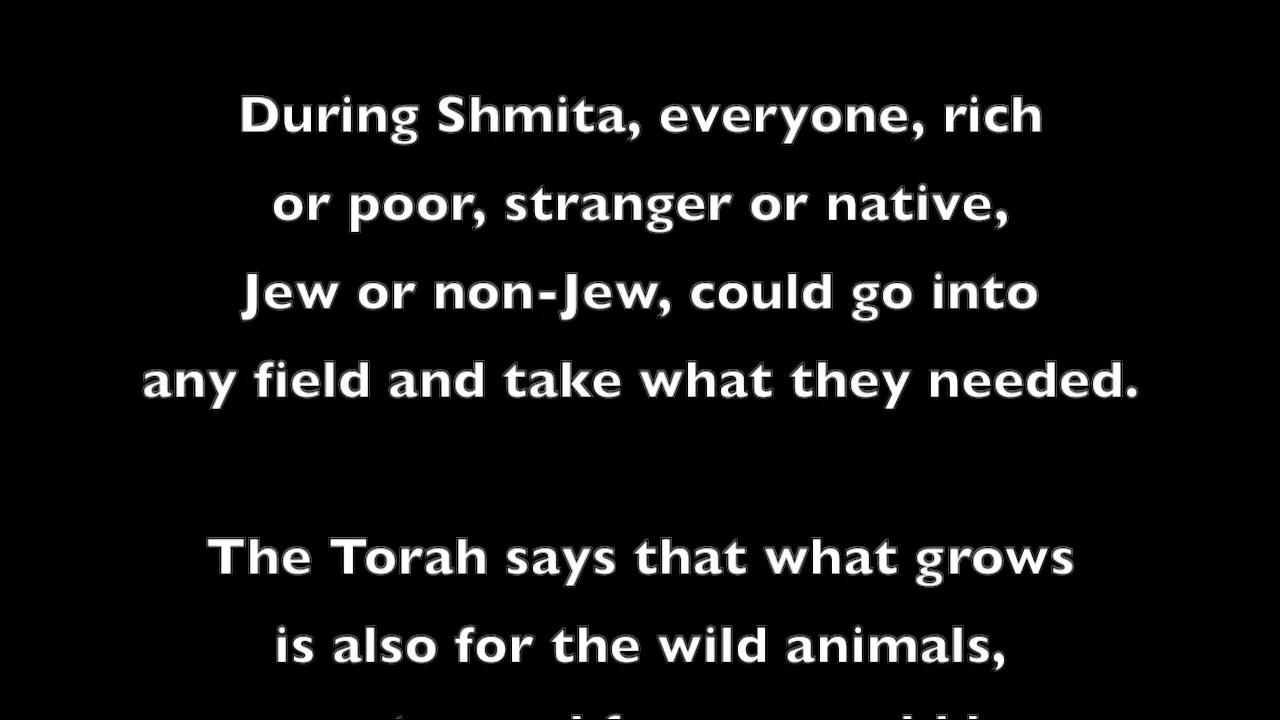 During Shmita, everyone, rich
or poor, stranger or native,
Jew or non-Jew, could go into
any field and take what they needed.
The Torah says that what grows
is also for the wild animals,